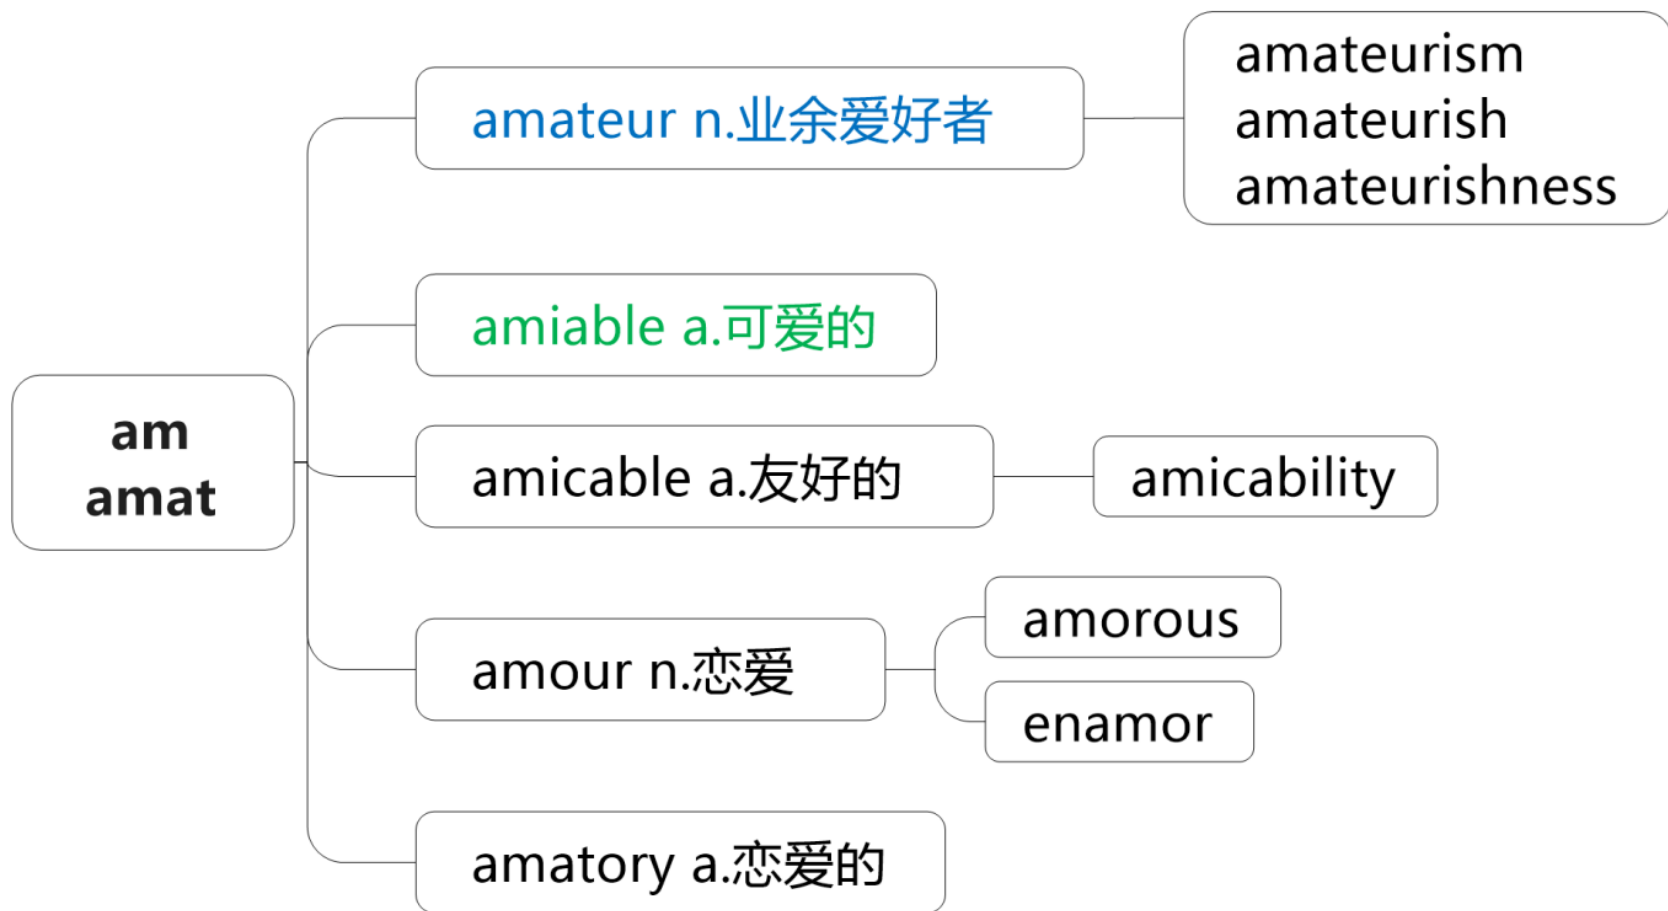 am
amat
amateur n.业余爱好者
amateurism
amateurish
amateurishness
amiable a.可爱的
amicable a.友好的
amicability
amour n.恋爱
amorous
enamor
amatory a.恋爱的